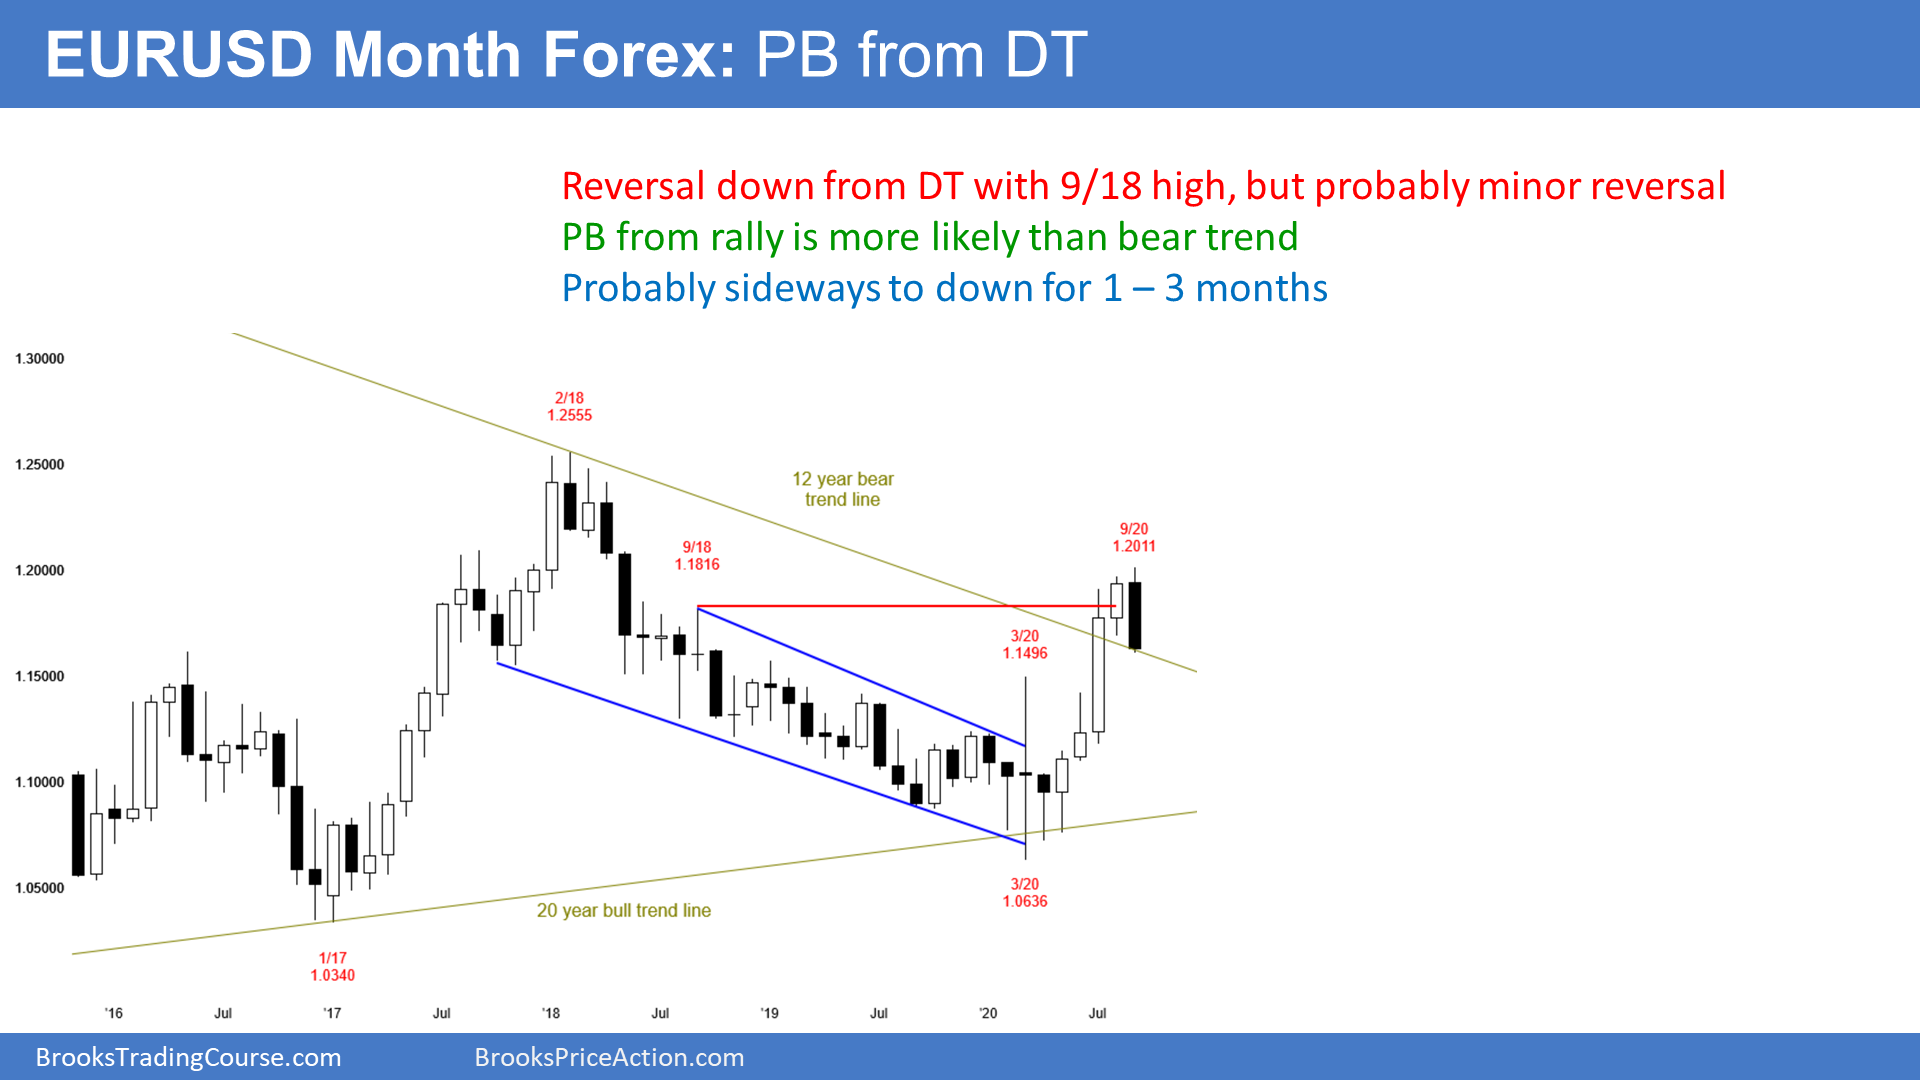 EURUSD Month Forex: PB from DT
Reversal down from DT with 9/18 high, but probably minor reversal
PB from rally is more likely than bear trend
Probably sideways to down for 1 – 3 months
1.30000
2/18
1.2555
1.25000
12 year bear
trend line
9/20
1.2011
9/18
1.1816
1.20000
3/20
1.1496
1.15000
1.10000
1.05000
3/20
1.0636
20 year bull trend line
1/17
1.0340
'16
Jul
'17
Jul
'18
Jul
'19
Jul
'20
Jul
BrooksTradingCourse.com
BrooksPriceAction.com